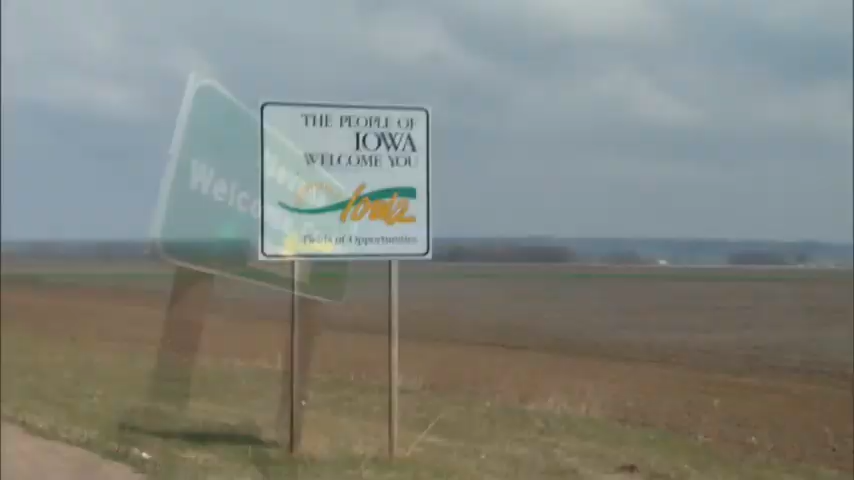 THE PEOPLE OF
IOWA
WELCOME YOU
Iowa
Fields of Opportunities
Welcome